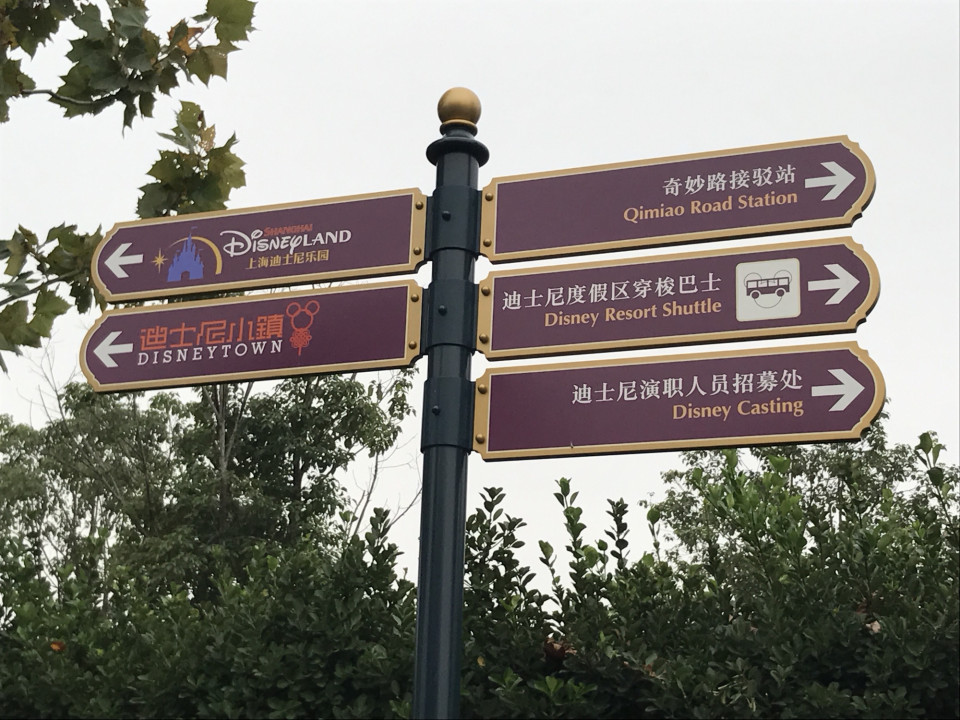 SHANGHAI
DISNEYLAND
上海迪士尼乐园
迪士尼小鎮
DISNEYTOWN
奇妙路接驳站
Qimiao Road Station
迪士尼度假区穿梭巴士
Disney Resort Shuttle
迪士尼演职人员招募处
Disney Casting